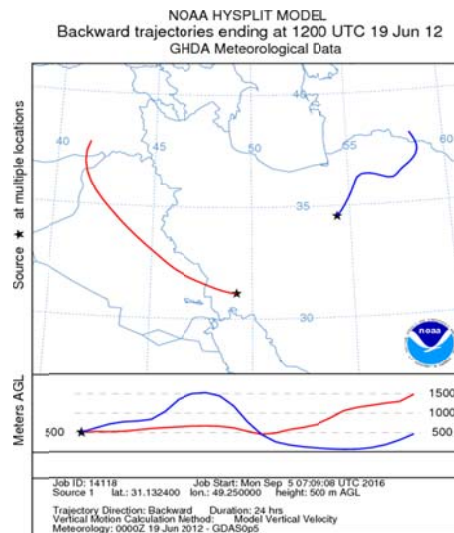 NOAA HYSPLIT MODEL
Backward trajectories ending at 1200 UTC 19 Jun 12
GHDA Meteorological Data
Source ★ at multiple locations
45
40
45
50
55
60
35
30
noaa
Meters AGL
500
1500
1000
500
Job ID: 14118 Job Start: Mon Sep 5 07:09:08 UTC 2016
Source 1 lat.: 31.132400 lon.: 49.250000 height: 500 m AGL
Trajectory Direction: Backward Duration: 24 hrs
Vertical Motion Calculation Method: Model Vertical Velocity
Meteorology: 0000Z 19 Jun 2012 - GDAS0p5